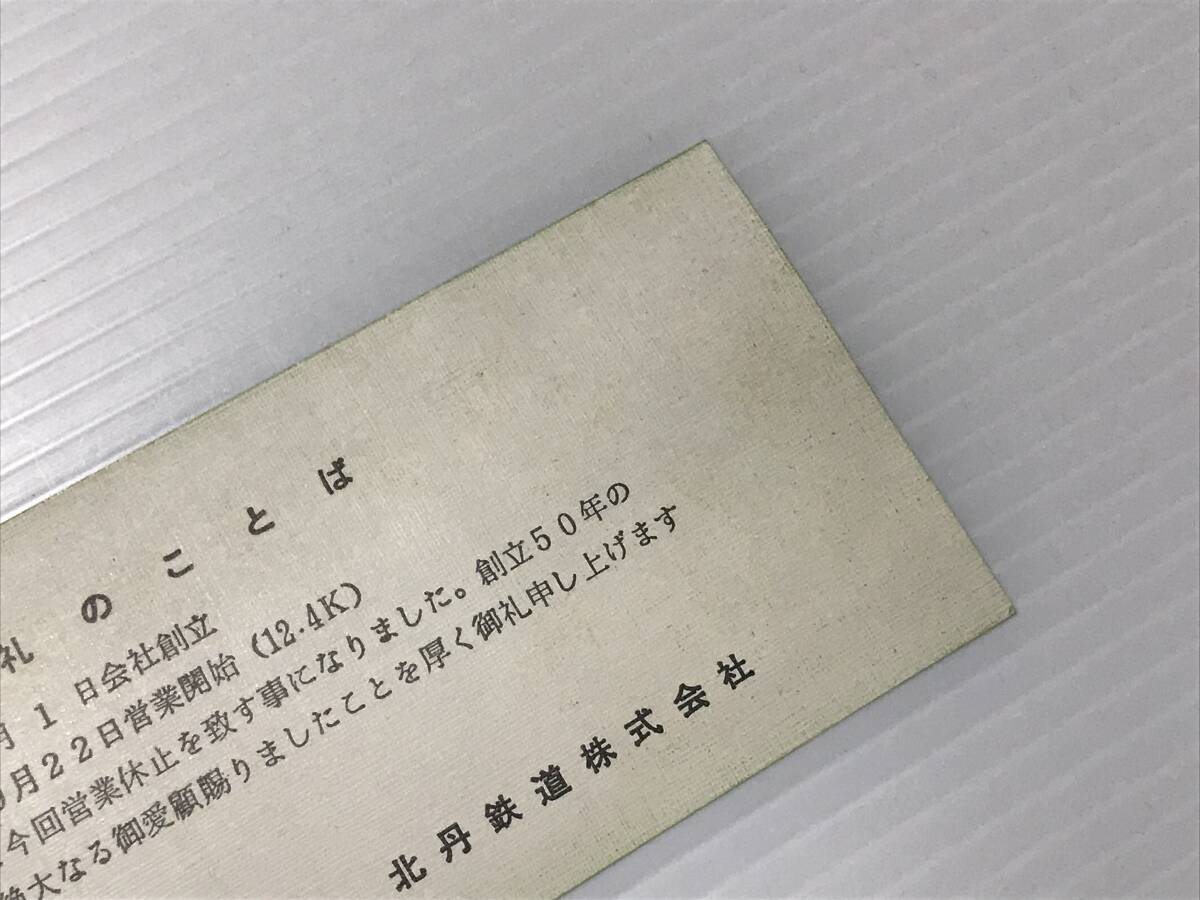 礼のことば
月1日会社創立
月22日営業開始(12.4K)
今回営業休止を致す事になりました。創立50年の
絶大なる御愛顧賜りましたことを厚く御礼申し上げます
北丹鉄道株式会社